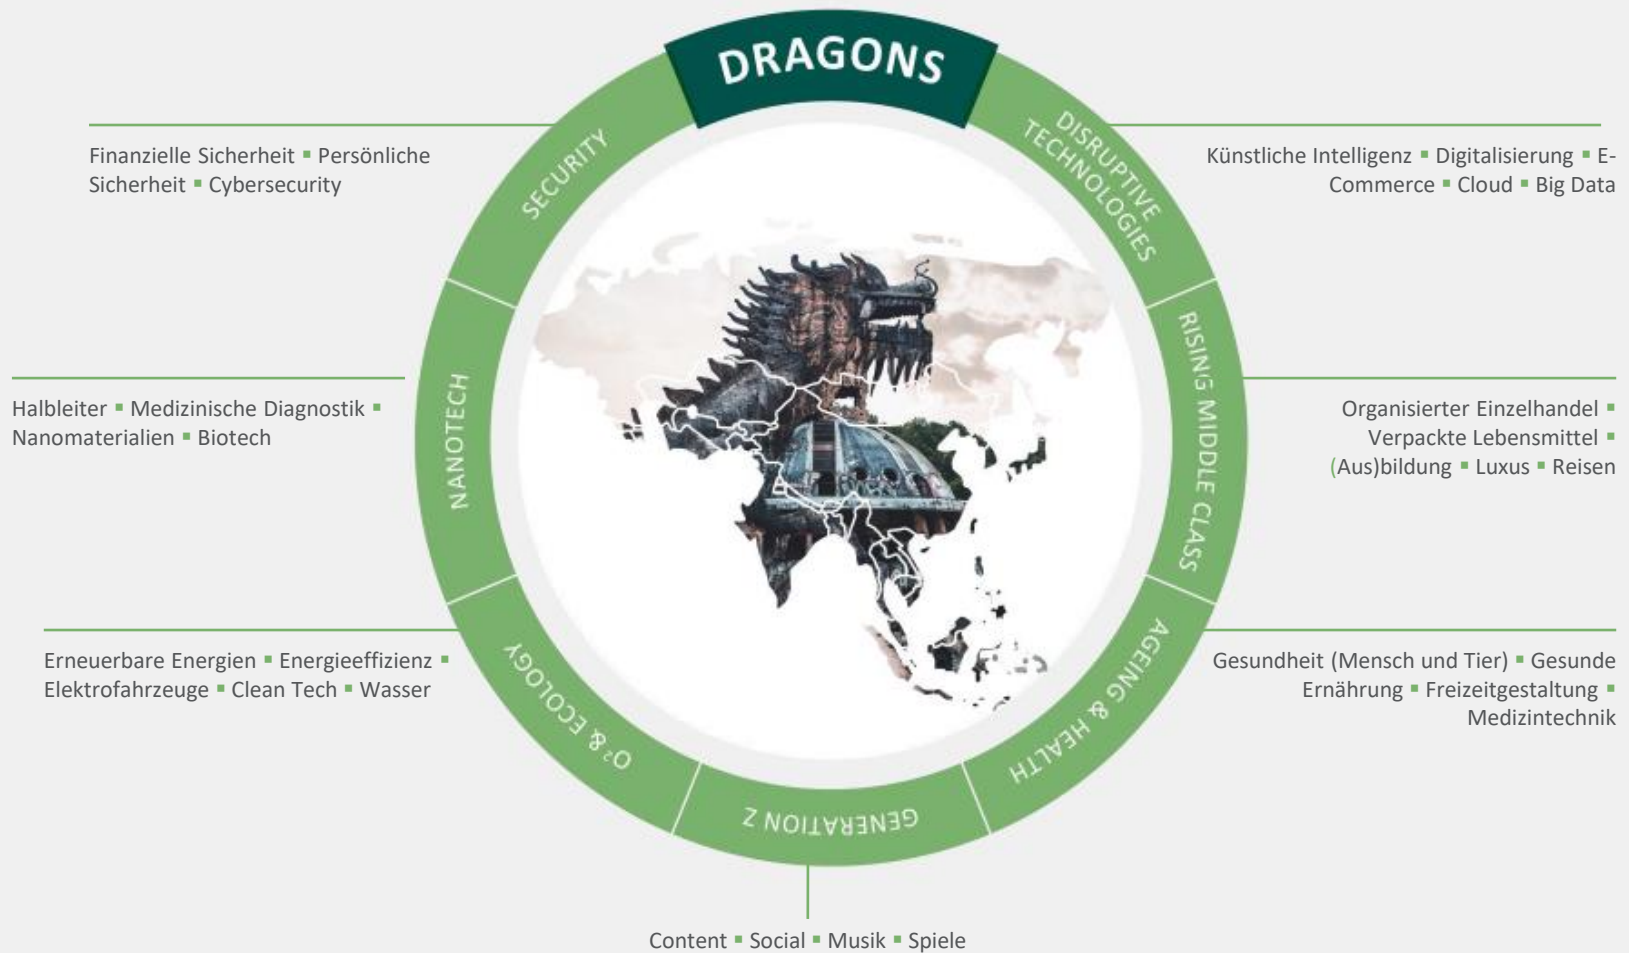 DRAGONS
DISRUPTIVE
TECHNOLOGIES
Künstliche Intelligenz ▪ Digitalisierung ▪ E-
Commerce ▪ Cloud ▪ Big Data
RISING MIDDLE CLASS
Organisierter Einzelhandel ▪
Verpackte Lebensmittel ▪
(Aus)bildung ▪ Luxus ▪ Reisen
AGEING & HEALTH
Gesundheit (Mensch und Tier) ▪ Gesunde
Ernährung ▪ Freizeitgestaltung ▪
Medizintechnik
GENERATION Z
Content ▪ Social ▪ Musik ▪ Spiele
O² & ECOLOGY
Erneuerbare Energien ▪ Energieeffizienz ▪
Elektrofahrzeuge ▪ Clean Tech ▪ Wasser
NANOTECH
Halbleiter ▪ Medizinische Diagnostik ▪
Nanomaterialien ▪ Biotech
SECURITY
Finanzielle Sicherheit ▪ Persönliche
Sicherheit ▪ Cybersecurity